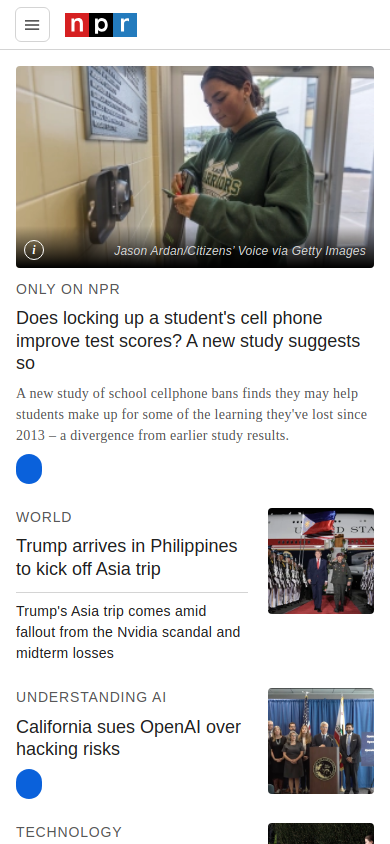 npr
i
Jason Ardan/Citizens' Voice via Getty Images
ONLY ON NPR
Does locking up a student's cell phone
improve test scores? A new study suggests
so
A new study of school cellphone bans finds they may help
students make up for some of the learning they've lost since
2013 – a divergence from earlier study results.
WORLD
Trump arrives in Philippines
to kick off Asia trip
Trump's Asia trip comes amid
fallout from the Nvidia scandal and
midterm losses
UNDERSTANDING AI
California sues OpenAI over
hacking risks
TECHNOLOGY